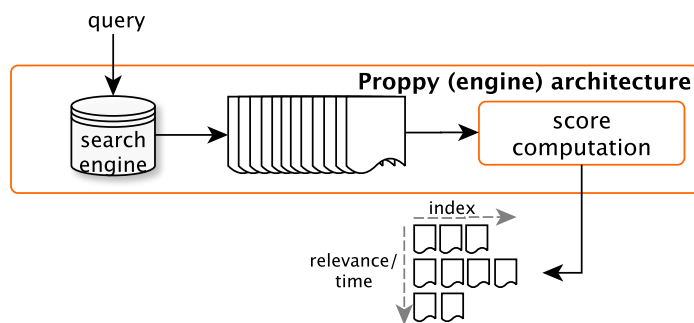 query
Proppy (engine) architecture
search
engine
score
computation
index
relevance/
time